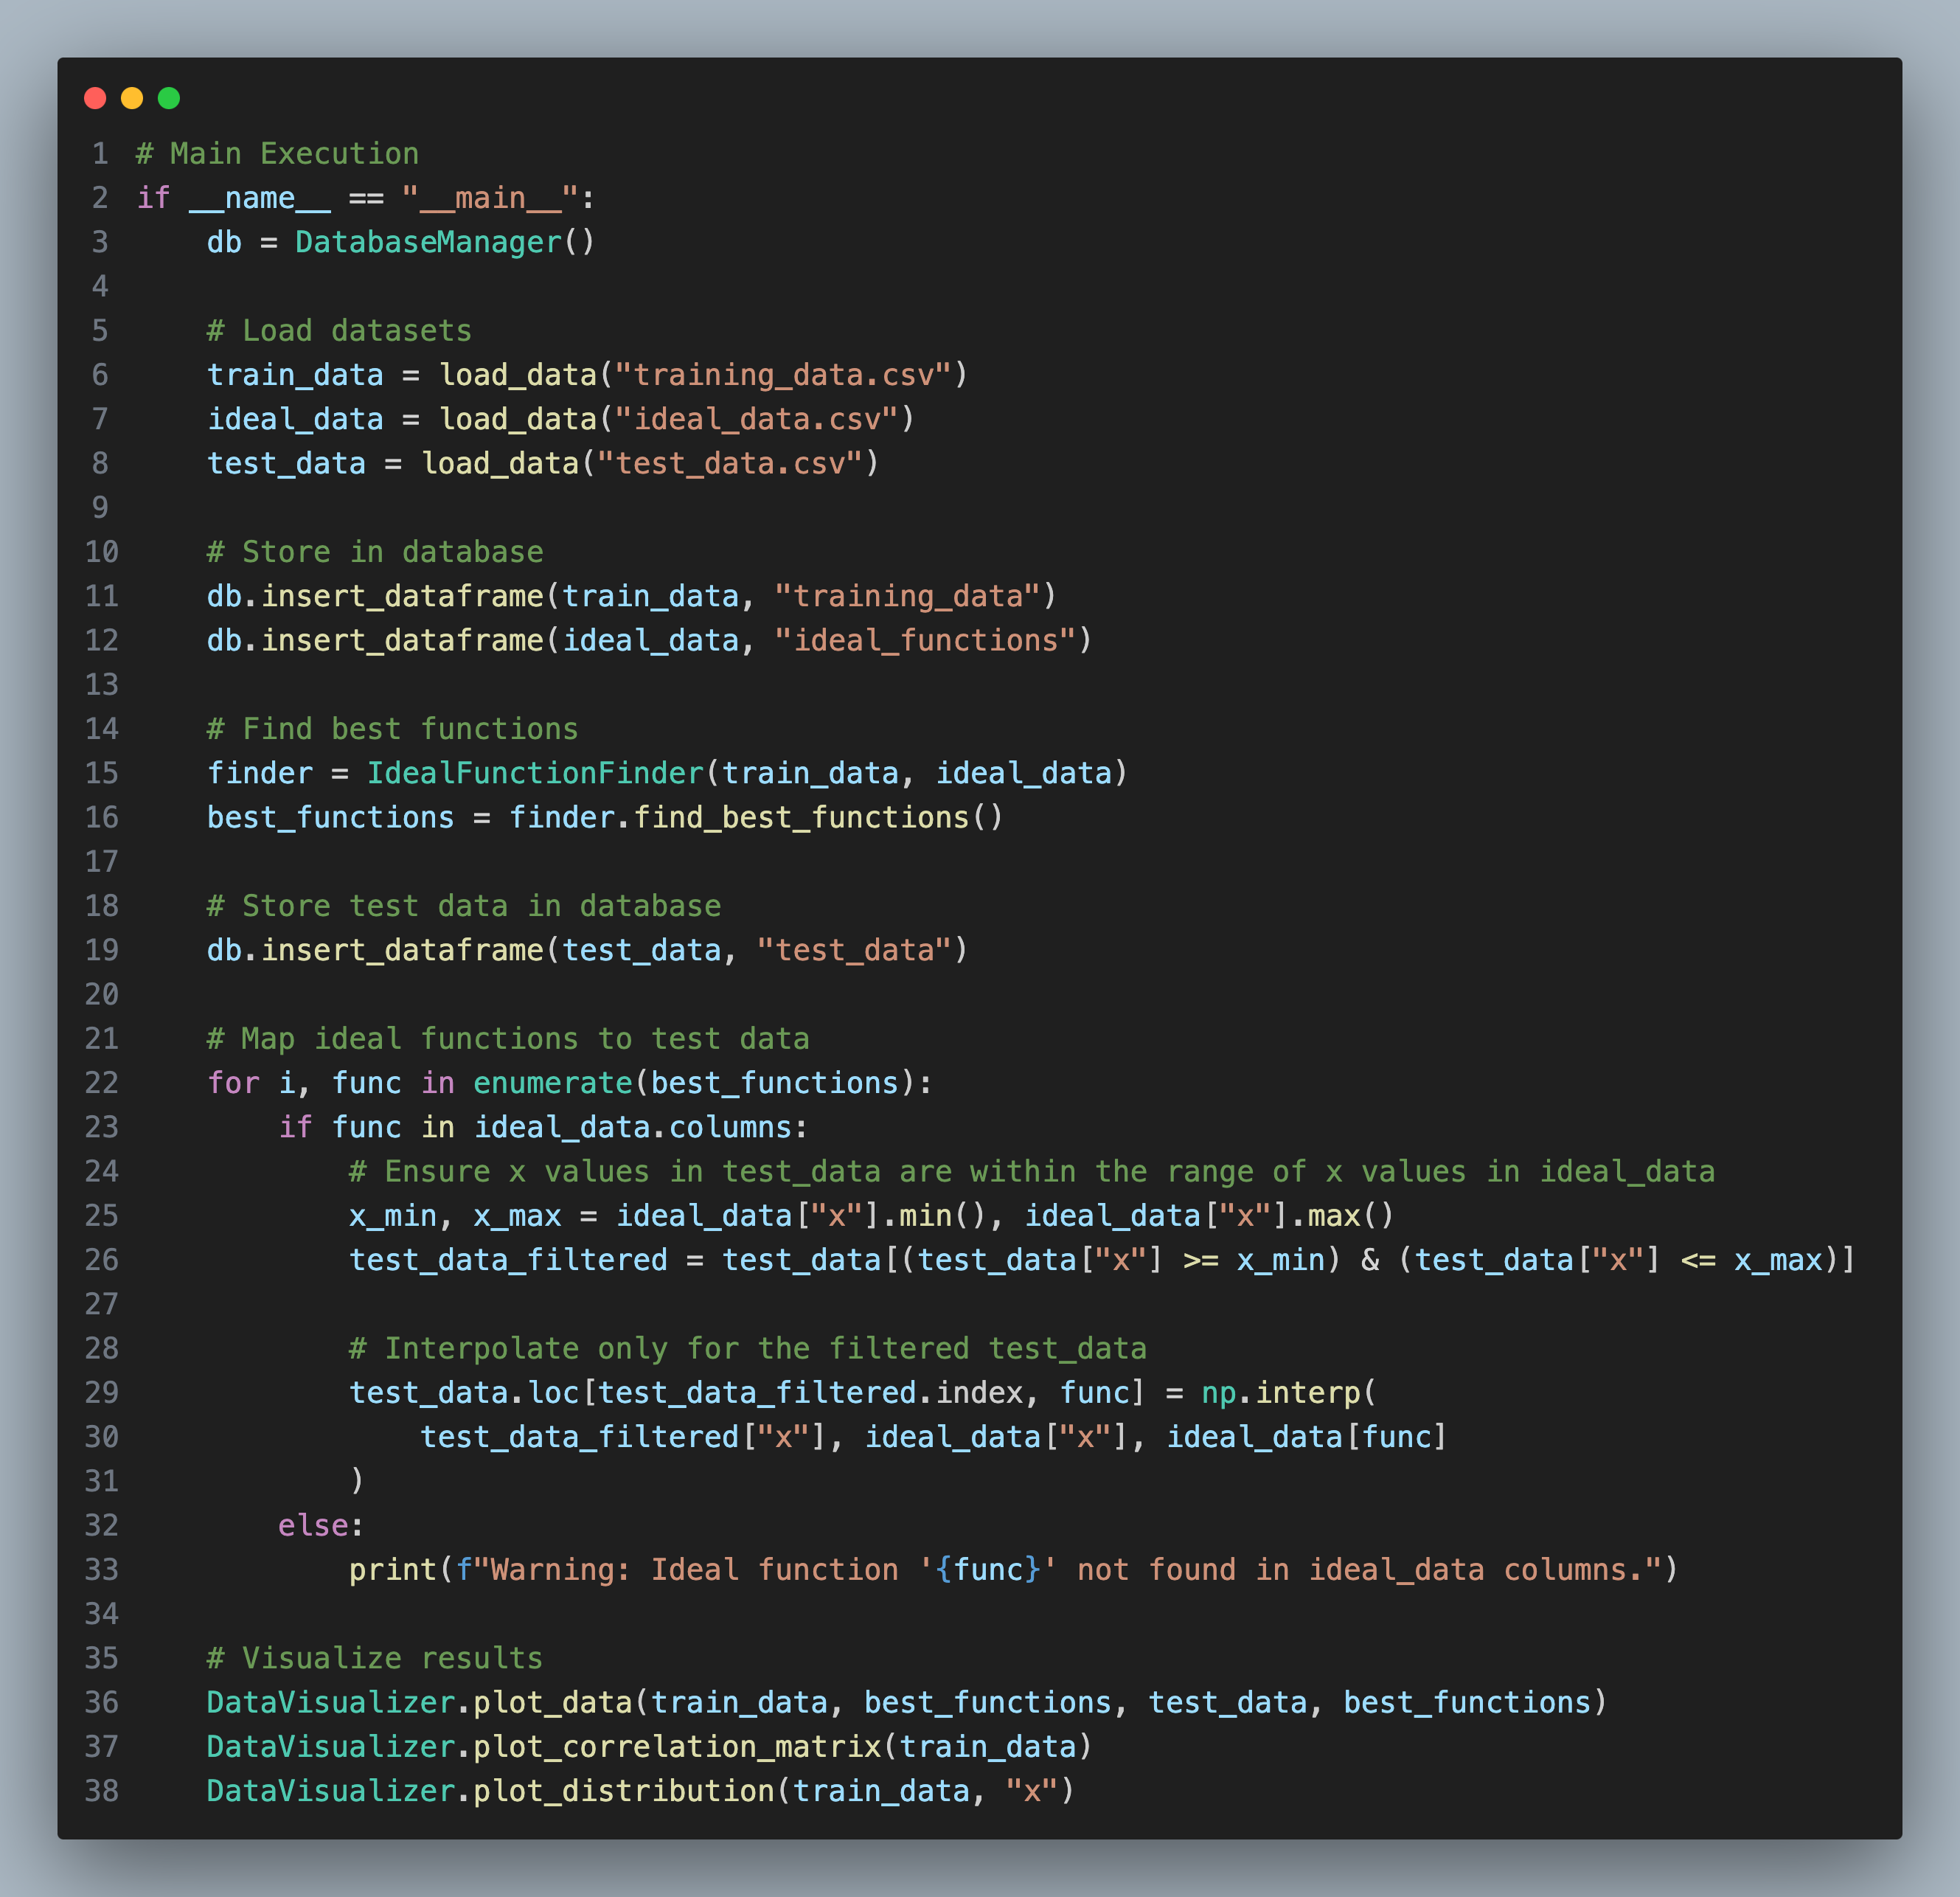 1 # Main Execution
2 if __name__ == "__main__":
3     db = DatabaseManager()
4
5     # Load datasets
6     train_data = load_data("training_data.csv")
7     ideal_data = load_data("ideal_data.csv")
8     test_data = load_data("test_data.csv")
9
10     # Store in database
11     db.insert_dataframe(train_data, "training_data")
12     db.insert_dataframe(ideal_data, "ideal_functions")
13
14     # Find best functions
15     finder = IdealFunctionFinder(train_data, ideal_data)
16     best_functions = finder.find_best_functions()
17
18     # Store test data in database
19     db.insert_dataframe(test_data, "test_data")
20
21     # Map ideal functions to test data
22     for i, func in enumerate(best_functions):
23         if func in ideal_data.columns:
24             # Ensure x values in test_data are within the range of x values in ideal_data
25             x_min, x_max = ideal_data["x"].min(), ideal_data["x"].max()
26             test_data_filtered = test_data[(test_data["x"] >= x_min) & (test_data["x"] <= x_max)]
27
28             # Interpolate only for the filtered test_data
29             test_data.loc[test_data_filtered.index, func] = np.interp(
30                 test_data_filtered["x"], ideal_data["x"], ideal_data[func]
31             )
32         else:
33             print(f"Warning: Ideal function '{func}' not found in ideal_data columns.")
34
35     # Visualize results
36     DataVisualizer.plot_data(train_data, best_functions, test_data, best_functions)
37     DataVisualizer.plot_correlation_matrix(train_data)
38     DataVisualizer.plot_distribution(train_data, "x")